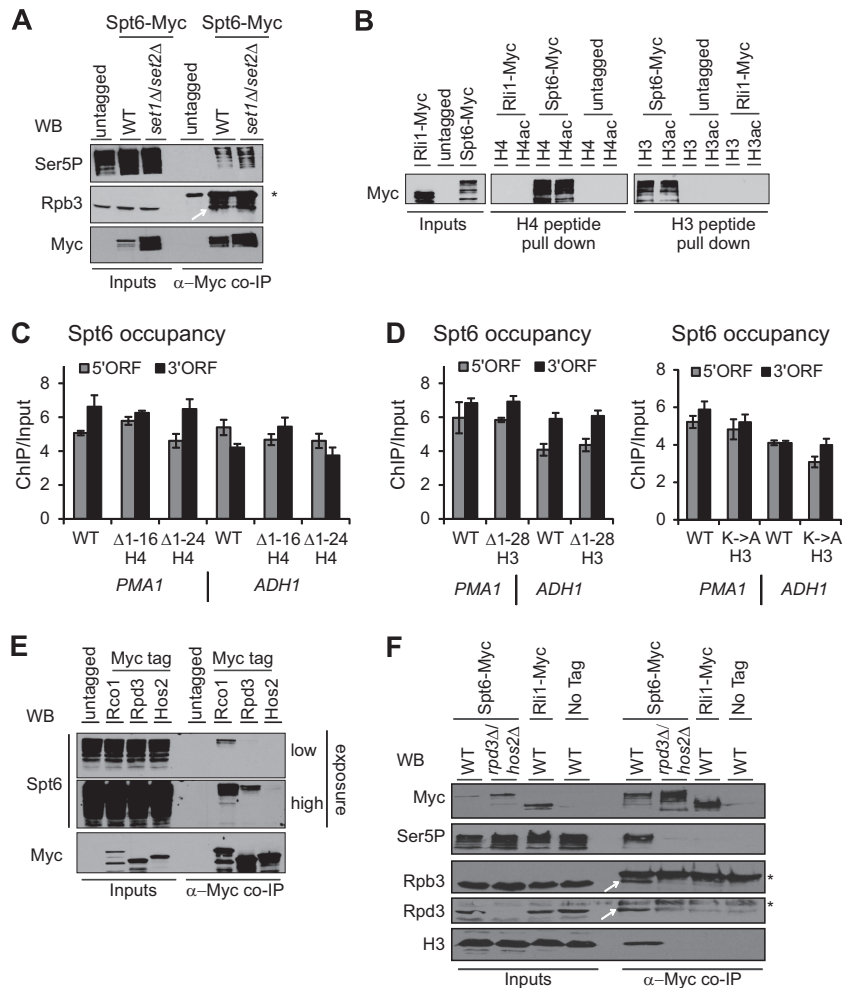 A
Spt6-Myc Spt6-Myc
untagged
WT
set1Δ/set2Δ
untagged
WT
set1Δ/set2Δ
WB
Ser5P
Rpb3
*
Myc
Inputs α–Myc co-IP
B
Rli1-Myc
untagged
Spt6-Myc
Rli1-Myc
Spt6-Myc
untagged
Spt6-Myc
untagged
Rli1-Myc
H4
H4ac
H4
H4ac
H4
H4ac
H3
H3ac
H3
H3ac
H3
H3ac
Myc
Inputs
H4 peptide
pull down
H3 peptide
pull down
C
Spt6 occupancy
5'ORF 3'ORF
ChIP/Input
8
6
4
2
0
WT
Δ1-16
H4
Δ1-24
H4
WT
Δ1-16
H4
Δ1-24
H4
PMA1 ADH1
D
Spt6 occupancy
5'ORF 3'ORF
ChIP/Input
8
6
4
2
0
WT
Δ1-28
H3
WT
Δ1-28
H3
PMA1 ADH1
Spt6 occupancy
5'ORF 3'ORF
ChIP/Input
8
6
4
2
0
WT
K->A
H3
WT
K->A
H3
PMA1 ADH1
E
Myc tag Myc tag
untagged
Rco1
Rpd3
Hos2
untagged
Rco1
Rpd3
Hos2
WB
Spt6
low
high
exposure
Myc
Inputs α–Myc co-IP
F
Spt6-Myc
Rli1-Myc
No Tag
Spt6-Myc
Rli1-Myc
No Tag
WT
rpd3Δ/
hos2Δ
WT
WT
WT
rpd3Δ/
hos2Δ
WT
WT
WB
Myc
Ser5P
Rpb3
*
Rpd3
*
H3
Inputs α–Myc co-IP